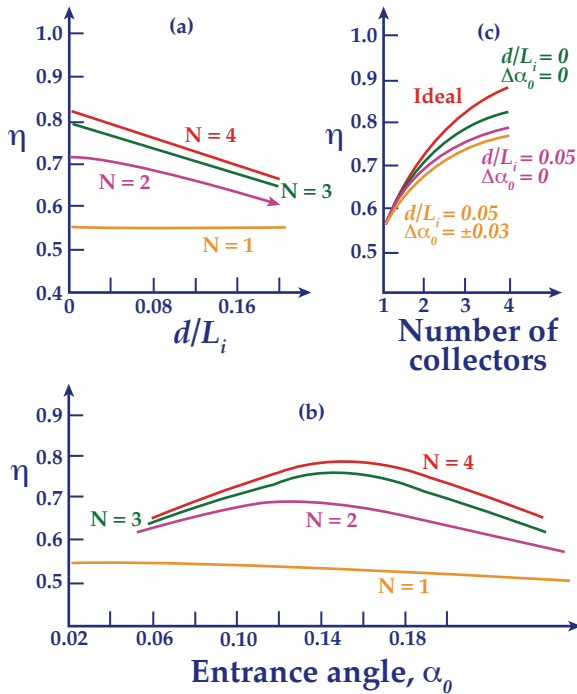 (a)
1.0
0.9
0.8
η
0.7
0.6
0.5
0.4
N = 4
N = 3
N = 2
N = 1
0
0.08
0.16
d/Lᵢ
(c)
1.0
0.9
0.8
η
0.7
0.6
0.5
Ideal
d/Lᵢ = 0
Δα₀ = 0
d/Lᵢ = 0.05
Δα₀ = 0
d/Lᵢ = 0.05
Δα₀ = ±0.03
1
2
3
4
Number of
collectors
(b)
0.9
0.8
η
0.7
0.6
0.5
N = 4
N = 3
N = 2
N = 1
0.02
0.06
0.10
0.14
0.18
Entrance angle, α₀